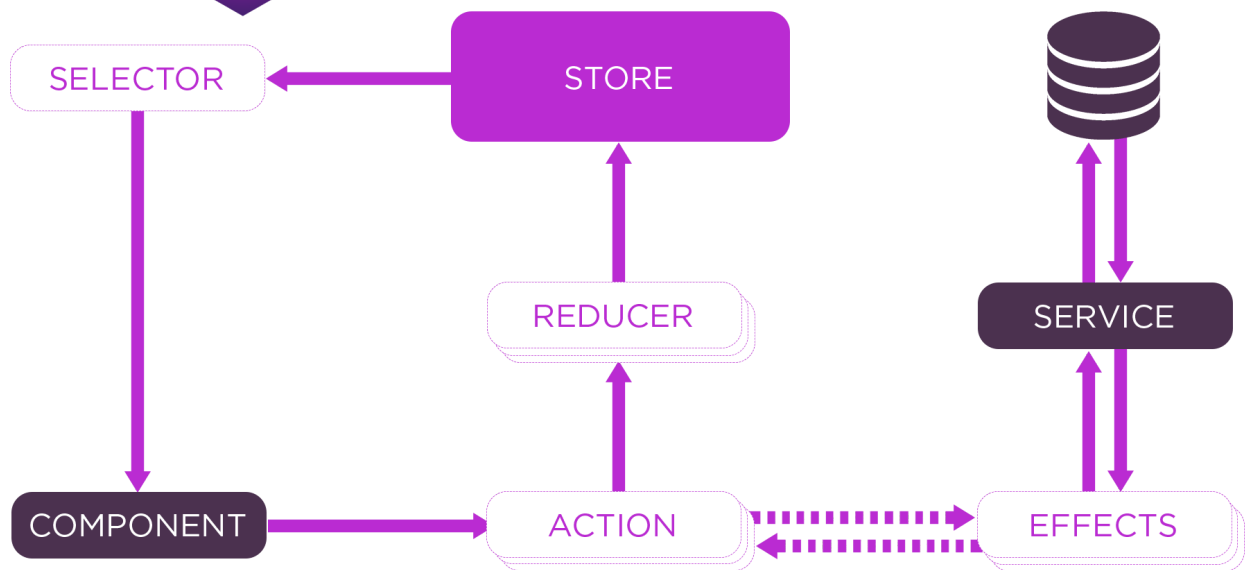 SELECTOR
STORE
REDUCER
SERVICE
COMPONENT
ACTION
EFFECTS